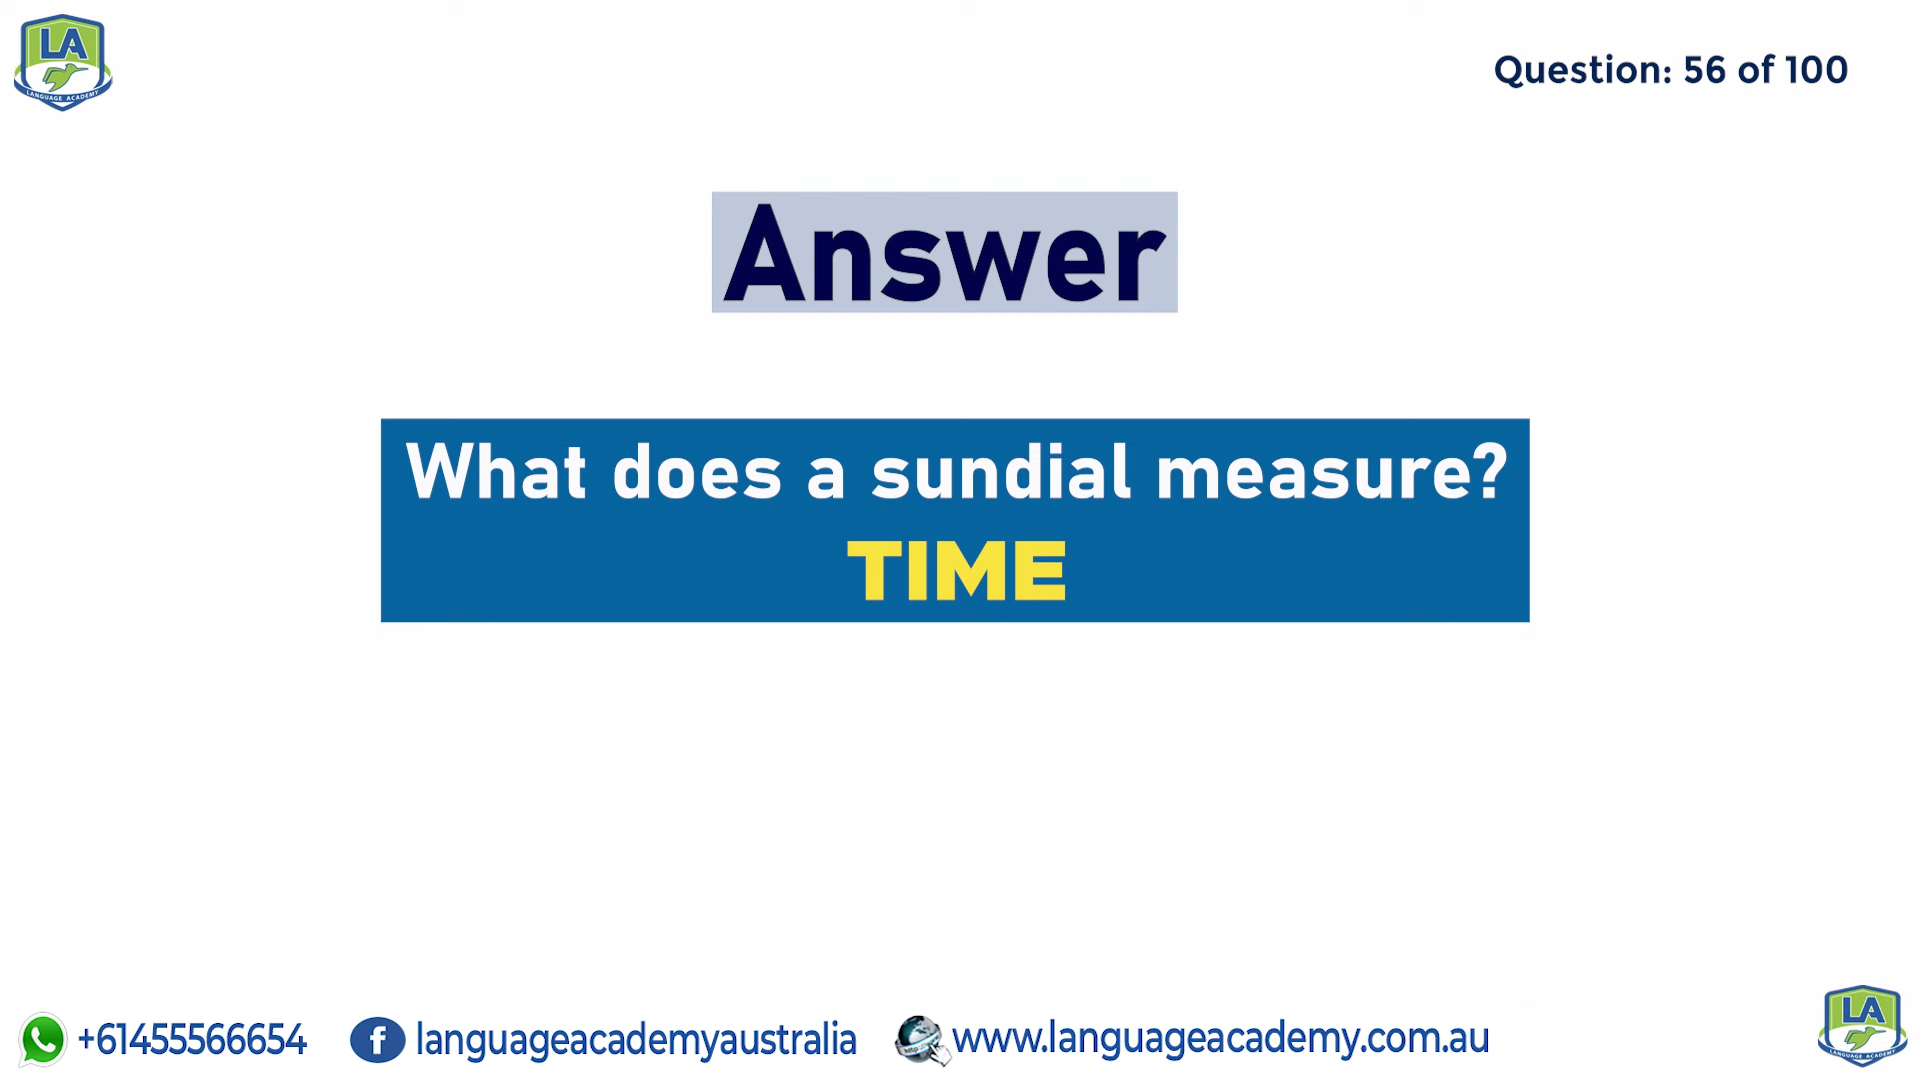 LA
LANGUAGE ACADEMY
Question: 56 of 100
Answer
What does a sundial measure?
TIME
+61455566654
f languageacademyaustralia
www.languageacademy.com.au
LA
LANGUAGE ACADEMY